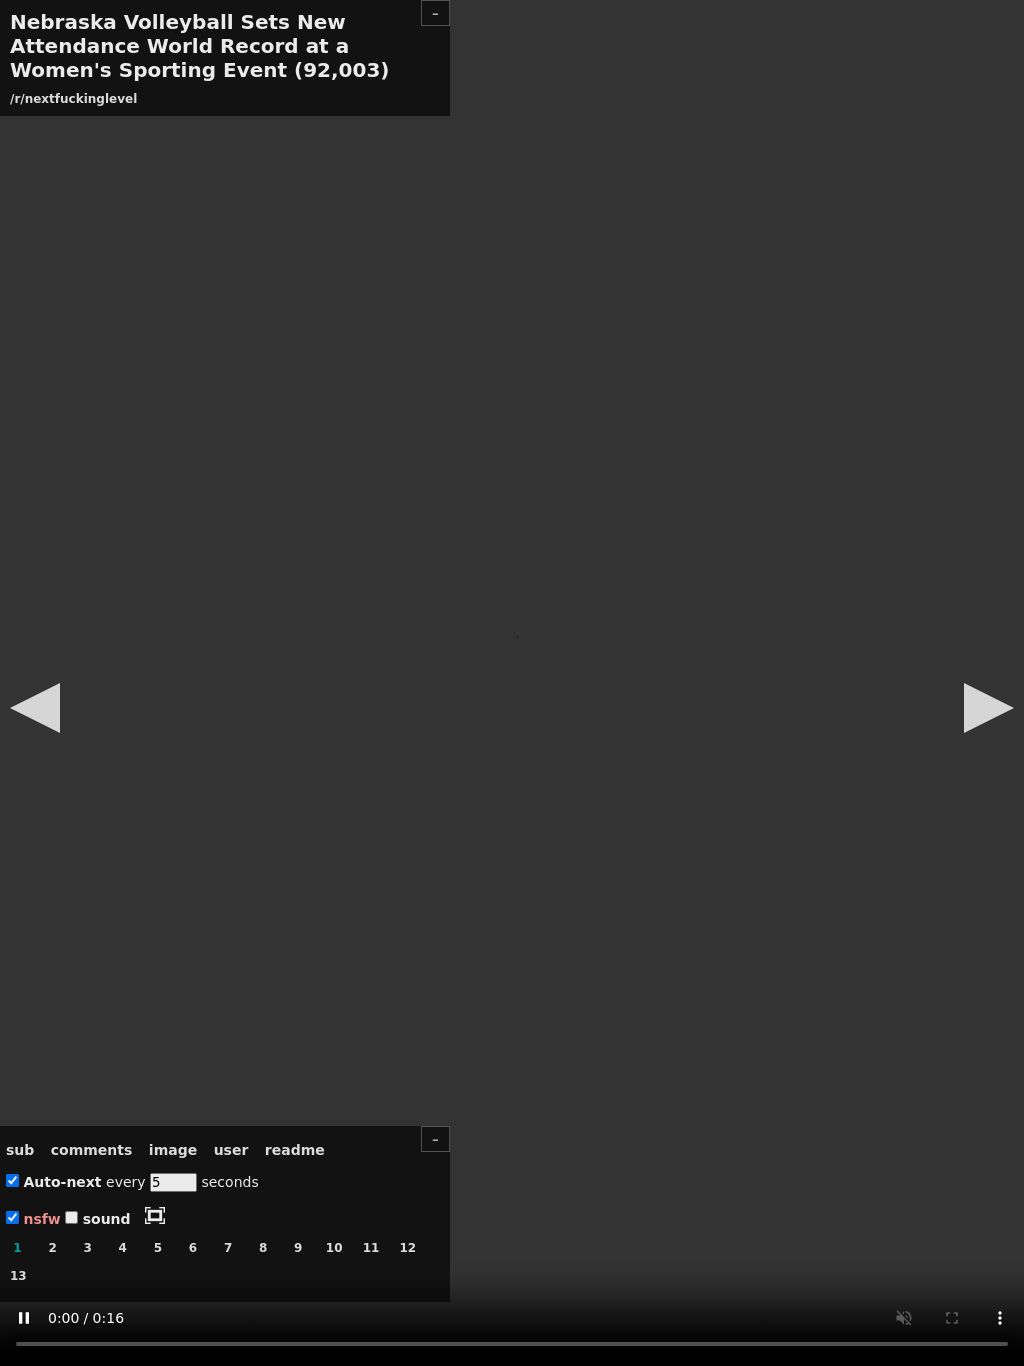 Nebraska Volleyball Sets New
Attendance World Record at a
Women's Sporting Event (92,003)
/r/nextfuckinglevel
-
-
sub comments image user readme
Auto-next every 5 seconds
nsfw sound
1 2 3 4 5 6 7 8 9 10 11 12
13
0:00 / 0:16